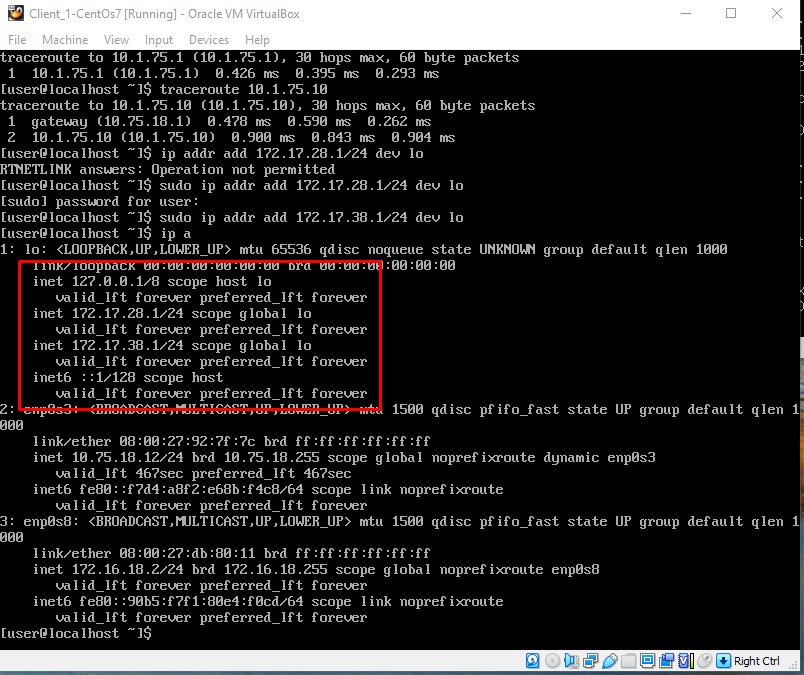 Client_1-CentOs7 [Running] - Oracle VM VirtualBox
File Machine View Input Devices Help
traceroute to 10.1.75.1 (10.1.75.1), 30 hops max, 60 byte packets
 1  10.1.75.1 (10.1.75.1)  0.426 ms  0.395 ms  0.293 ms
[user@localhost ~]$ traceroute 10.1.75.10
traceroute to 10.1.75.10 (10.1.75.10), 30 hops max, 60 byte packets
 1  gateway (10.75.18.1)  0.478 ms  0.590 ms  0.262 ms
 2  10.1.75.10 (10.1.75.10)  0.900 ms  0.843 ms  0.904 ms
[user@localhost ~]$ ip addr add 172.17.28.1/24 dev lo
RTNETLINK answers: Operation not permitted
[user@localhost ~]$ sudo ip addr add 172.17.28.1/24 dev lo
[sudo] password for user:
[user@localhost ~]$ sudo ip addr add 172.17.38.1/24 dev lo
[user@localhost ~]$ ip a
1: lo: <LOOPBACK,UP,LOWER_UP> mtu 65536 qdisc noqueue state UNKNOWN group default qlen 1000
    link/loopback 00:00:00:00:00:00 brd 00:00:00:00:00:00
    inet 127.0.0.1/8 scope host lo
       valid_lft forever preferred_lft forever
    inet 172.17.28.1/24 scope global lo
       valid_lft forever preferred_lft forever
    inet 172.17.38.1/24 scope global lo
       valid_lft forever preferred_lft forever
    inet6 ::1/128 scope host
       valid_lft forever preferred_lft forever
2: enp0s3: <BROADCAST,MULTICAST,UP,LOWER_UP> mtu 1500 qdisc pfifo_fast state UP group default qlen 1
000
    link/ether 08:00:27:92:7f:7c brd ff:ff:ff:ff:ff:ff
    inet 10.75.18.12/24 brd 10.75.18.255 scope global noprefixroute dynamic enp0s3
       valid_lft 467sec preferred_lft 467sec
    inet6 fe80::f7d4:a8f2:e68b:f4c8/64 scope link noprefixroute
       valid_lft forever preferred_lft forever
3: enp0s8: <BROADCAST,MULTICAST,UP,LOWER_UP> mtu 1500 qdisc pfifo_fast state UP group default qlen 1
000
    link/ether 08:00:27:db:80:11 brd ff:ff:ff:ff:ff:ff
    inet 172.16.18.2/24 brd 172.16.18.255 scope global noprefixroute enp0s8
       valid_lft forever preferred_lft forever
    inet6 fe80::90b5:f7f1:80e4:f0cd/64 scope link noprefixroute
       valid_lft forever preferred_lft forever
[user@localhost ~]$
Right Ctrl